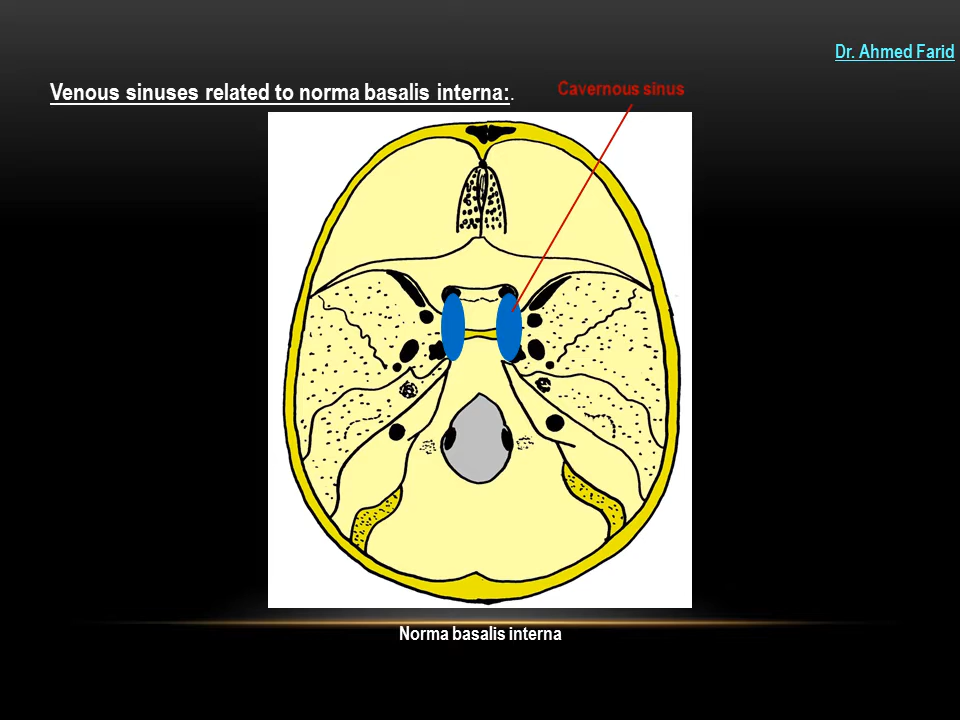 Dr. Ahmed Farid
Venous sinuses related to norma basalis interna:.
Cavernous sinus
Norma basalis interna